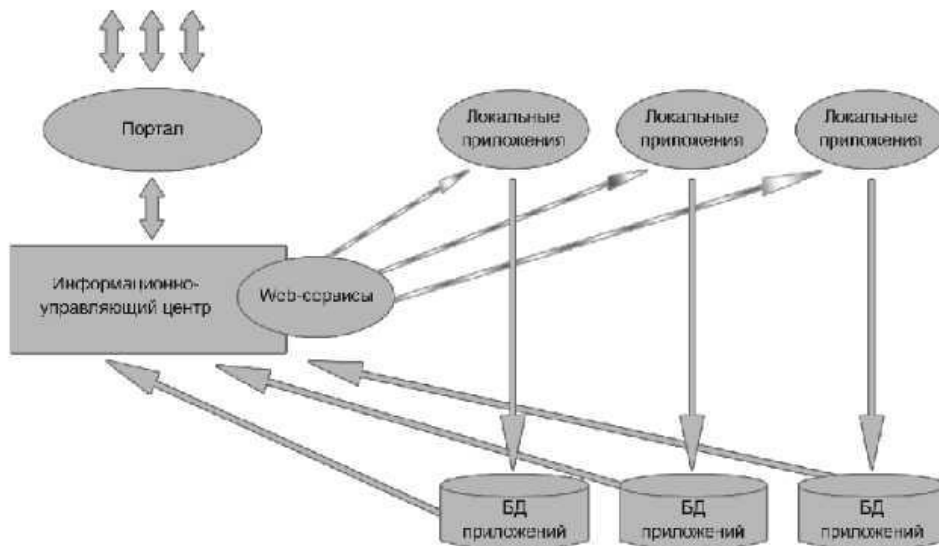 Портал
Локальные
приложения
Локальные
приложения
Локальные
приложения
Информационно-
управляющий центр
Web-сервисы
БД
приложений
БД
приложений
БД
приложений